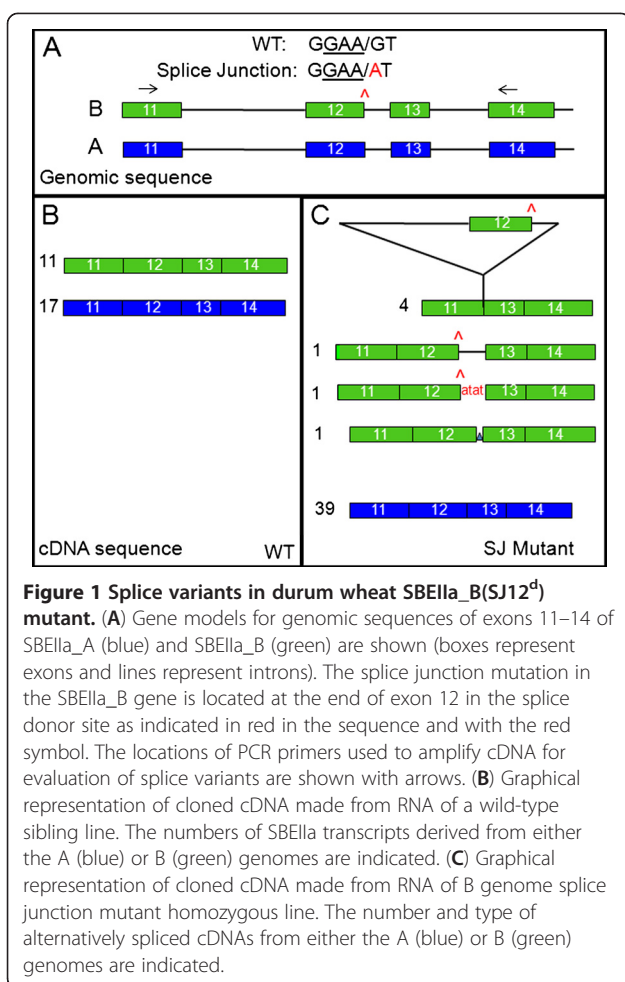 A
WT: GGAA/GT
Splice Junction: GGAA/AT
^
B 11 12 13 14
A 11 12 13 14
Genomic sequence
B
11 11 12 13 14
17 11 12 13 14
cDNA sequence WT
C
^
12
4 11 13 14
^
1 11 12 13 14
^
1 11 12 atat 13 14
1 11 12 13 14
39 11 12 13 14
SJ Mutant
Figure 1 Splice variants in durum wheat SBEIIa_B(SJ12ᵈ)
mutant. (A) Gene models for genomic sequences of exons 11–14 of
SBEIIa_A (blue) and SBEIIa_B (green) are shown (boxes represent
exons and lines represent introns). The splice junction mutation in
the SBEIIa_B gene is located at the end of exon 12 in the splice
donor site as indicated in red in the sequence and with the red
symbol. The locations of PCR primers used to amplify cDNA for
evaluation of splice variants are shown with arrows. (B) Graphical
representation of cloned cDNA made from RNA of a wild-type
sibling line. The numbers of SBEIIa transcripts derived from either
the A (blue) or B (green) genomes are indicated. (C) Graphical
representation of cloned cDNA made from RNA of B genome splice
junction mutant homozygous line. The number and type of
alternatively spliced cDNAs from either the A (blue) or B (green)
genomes are indicated.